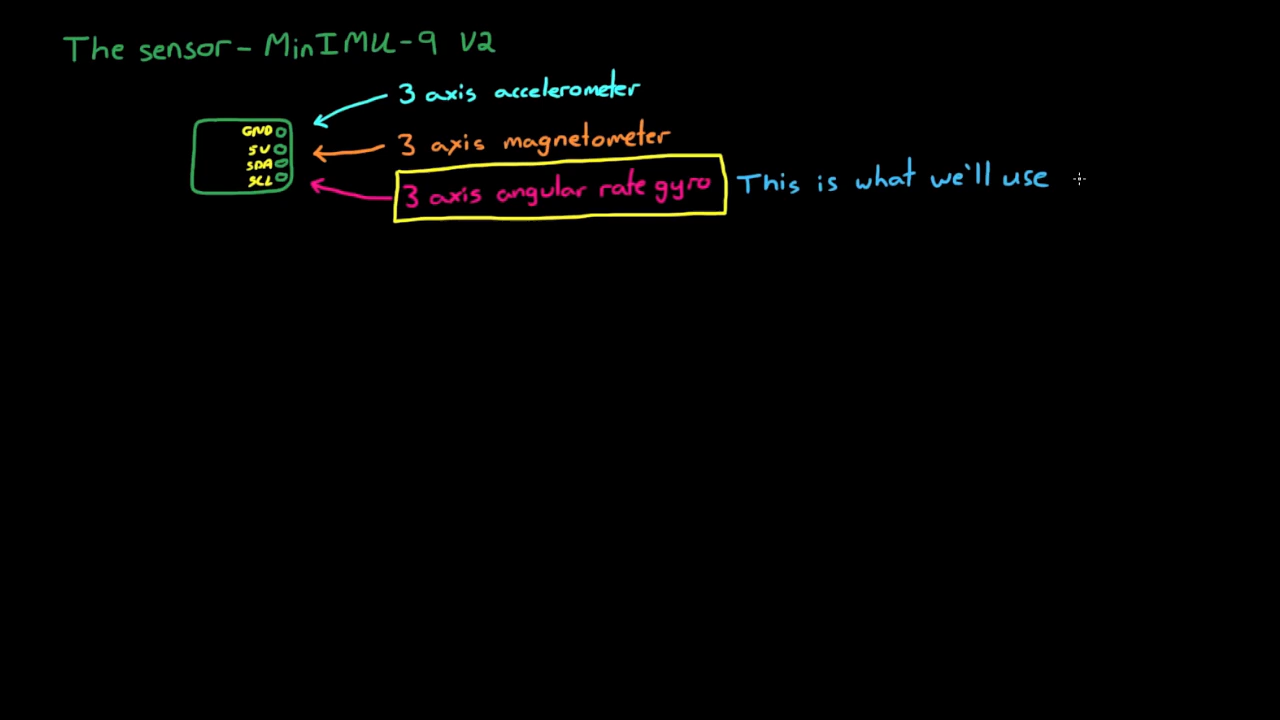 The sensor - MinIMU-9 V2
3 axis accelerometer
GND
5V
SDA
SCL
3 axis magnetometer
3 axis angular rate gyro
This is what we'll use